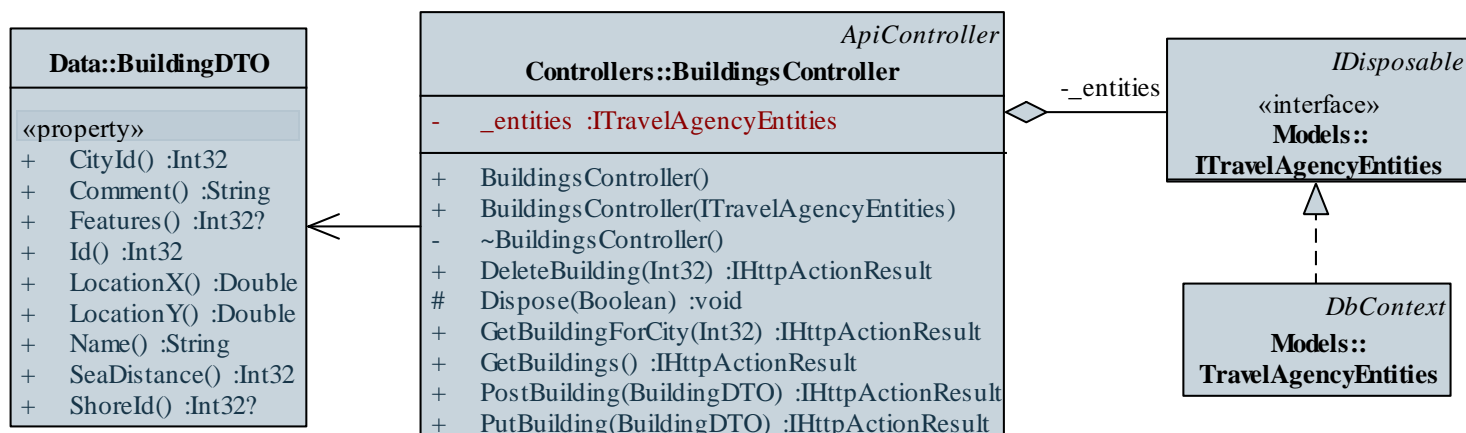 Data::BuildingDTO
«property»
+ CityId() :Int32
+ Comment() :String
+ Features() :Int32?
+ Id() :Int32
+ LocationX() :Double
+ LocationY() :Double
+ Name() :String
+ SeaDistance() :Int32
+ ShoreId() :Int32?
ApiController
Controllers::BuildingsController
- _entities :ITravelAgencyEntities
+ BuildingsController()
+ BuildingsController(ITravelAgencyEntities)
- ~BuildingsController()
+ DeleteBuilding(Int32) :IHttpActionResult
# Dispose(Boolean) :void
+ GetBuildingForCity(Int32) :IHttpActionResult
+ GetBuildings() :IHttpActionResult
+ PostBuilding(BuildingDTO) :IHttpActionResult
+ PutBuilding(BuildingDTO) :IHttpActionResult
-_entities
IDisposable
«interface»
Models::
ITravelAgencyEntities
DbContext
Models::
TravelAgencyEntities